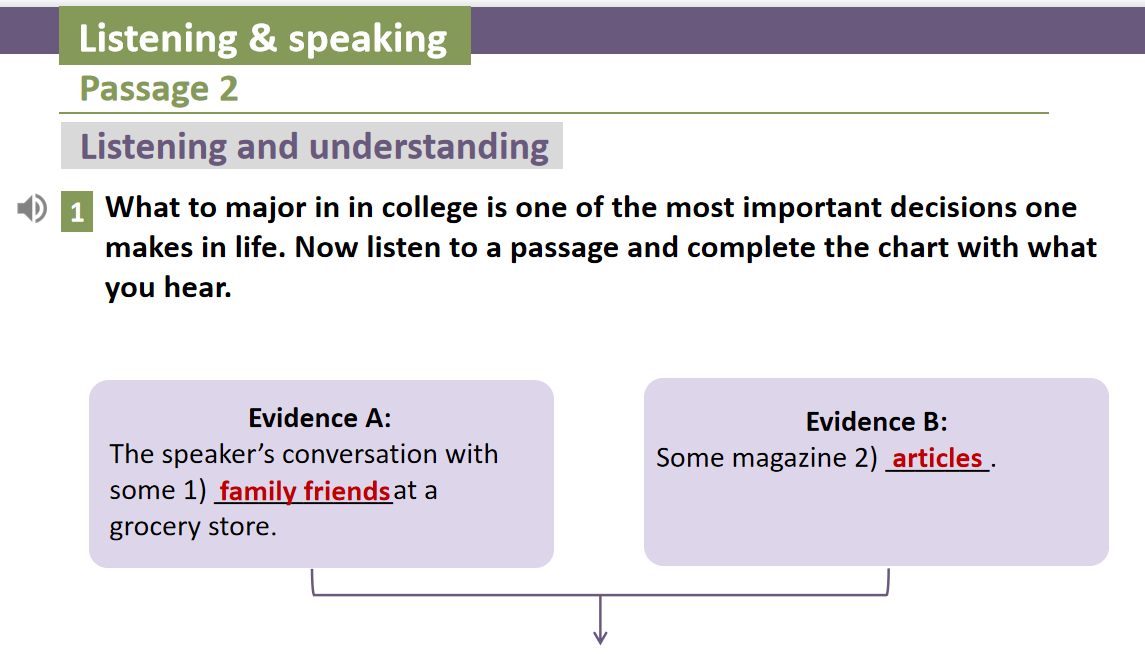 Listening & speaking
Passage 2
Listening and understanding
1 What to major in in college is one of the most important decisions one
makes in life. Now listen to a passage and complete the chart with what
you hear.
Evidence A:
The speaker’s conversation with
some 1) family friends at a
grocery store.
Evidence B:
Some magazine 2) articles.